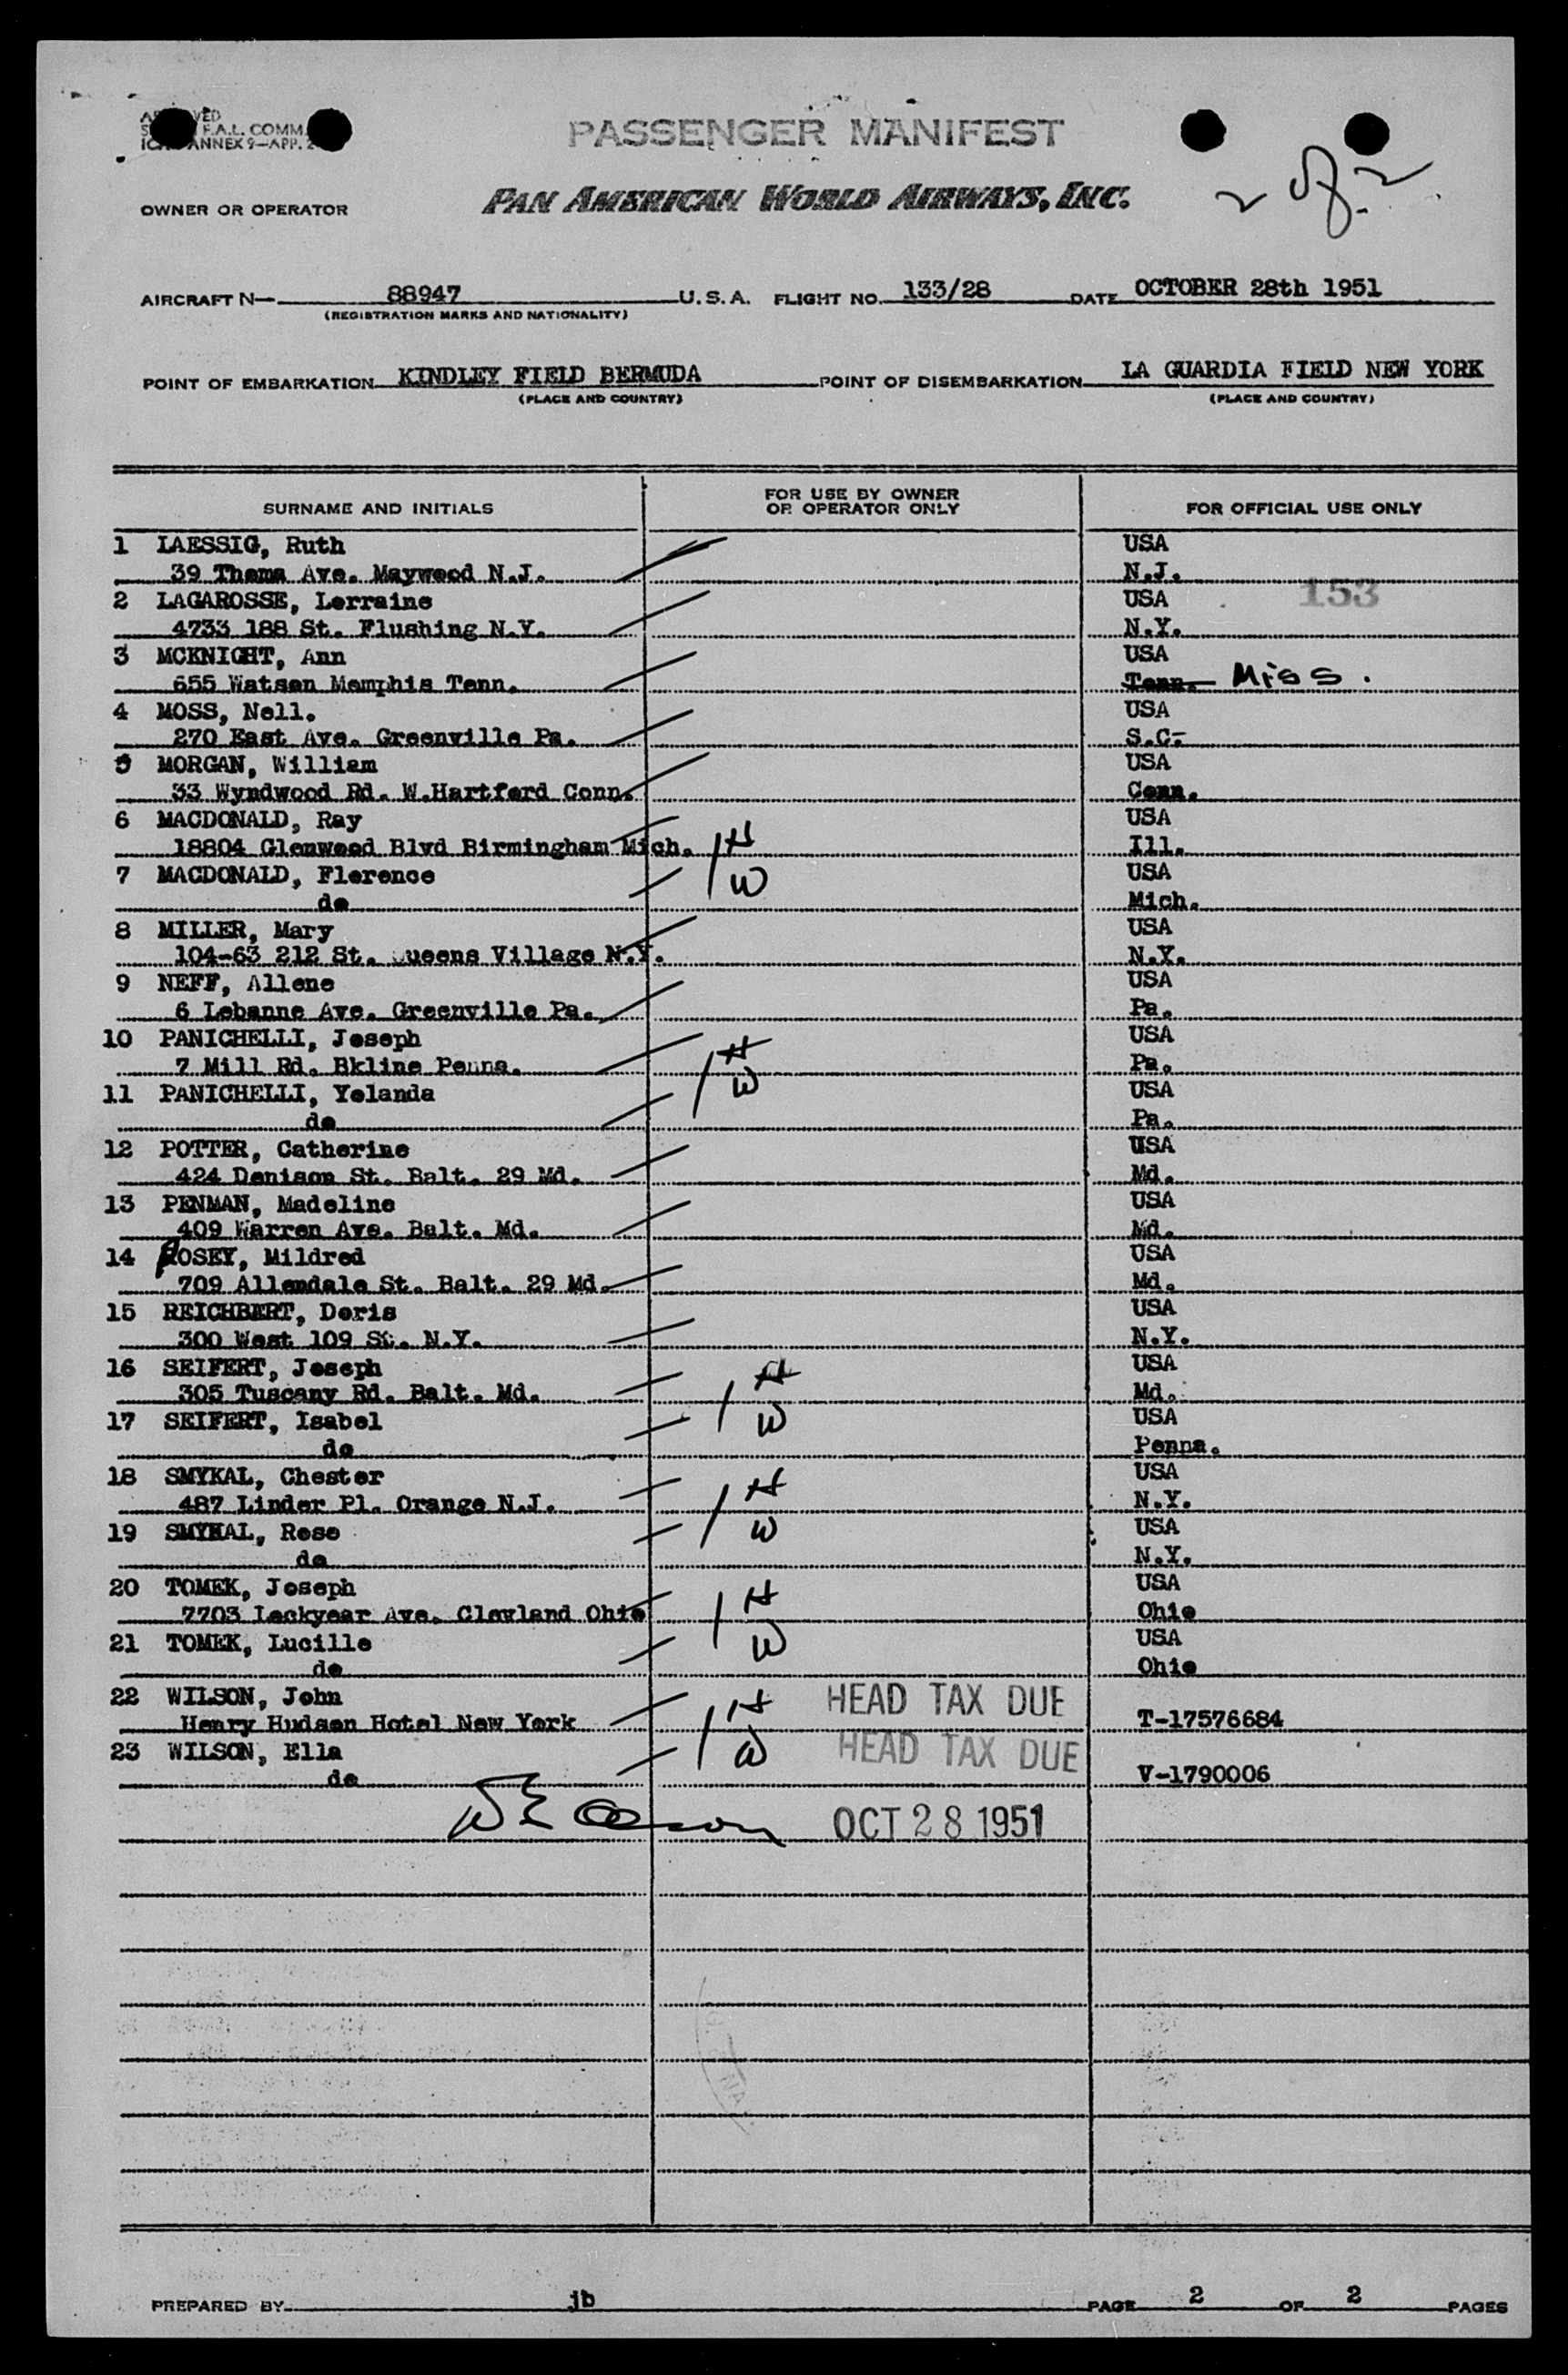 F.A.L. COMM.
ANNEX 9—APP. 2
PASSENGER MANIFEST
2 of 2
OWNER OR OPERATOR PAN AMERICAN WORLD AIRWAYS, INC.
AIRCRAFT N— 88947 U.S.A. FLIGHT NO. 133/28 DATE OCTOBER 28th 1951
(REGISTRATION MARKS AND NATIONALITY)
POINT OF EMBARKATION KINDLEY FIELD BERMUDA POINT OF DISEMBARKATION LA GUARDIA FIELD NEW YORK
(PLACE AND COUNTRY) (PLACE AND COUNTRY)
SURNAME AND INITIALS FOR USE BY OWNER OR OPERATOR ONLY FOR OFFICIAL USE ONLY
1 LAESSIG, Ruth USA
39 Thoma Ave. Maywood N.J. N.J.
153
2 LAGAROSSE, Lorraine USA
4733 188 St. Flushing N.Y. N.Y.
3 MCKNIGHT, Ann USA
655 Watson Memphis Tenn. Tenn. Miss.
4 MOSS, Nell. USA
270 East Ave. Greenville Pa. S.C.
5 MORGAN, William USA
33 Wyndwood Rd. W.Hartford Conn. Conn.
6 MACDONALD, Ray USA
18804 Glenwood Blvd Birmingham Mich. H Ill.
7 MACDONALD, Florence W USA
do Mich.
8 MILLER, Mary USA
104-63 212 St. ueens Village N.Y. N.Y.
9 NEFF, Allene USA
6 Lebanne Ave. Greenville Pa. Pa.
10 PANICHELLI, Joseph H USA
7 Mill Rd. Bkline Penna. W Pa.
11 PANICHELLI, Yolanda USA
do Pa.
12 POTTER, Catherine USA
424 Denison St. Balt. 29 Md. Md.
13 PENMAN, Madeline USA
409 Warren Ave. Balt. Md. Md.
14 ROSEY, Mildred USA
709 Allendale St. Balt. 29 Md. Md.
15 REICHBERT, Doris USA
300 West 109 St. N.Y. N.Y.
16 SEIFERT, Joseph H USA
305 Tuscany Rd. Balt. Md. Md.
17 SEIFERT, Isabel W USA
do Penna.
18 SMYKAL, Chester H USA
487 Linder Pl. Orange N.J. N.Y.
19 SMYKAL, Rose W USA
do N.Y.
20 TOMEK, Joseph H USA
7703 Lockyear Ave. Clevland Ohio Ohio
21 TOMEK, Lucille W USA
do Ohio
22 WILSON, John H HEAD TAX DUE
Henry Hudson Hotel New York T-17576684
23 WILSON, Ella W HEAD TAX DUE
do V-1790006
OCT 28 1951
PREPARED BY jb PAGE 2 OF 2 PAGES